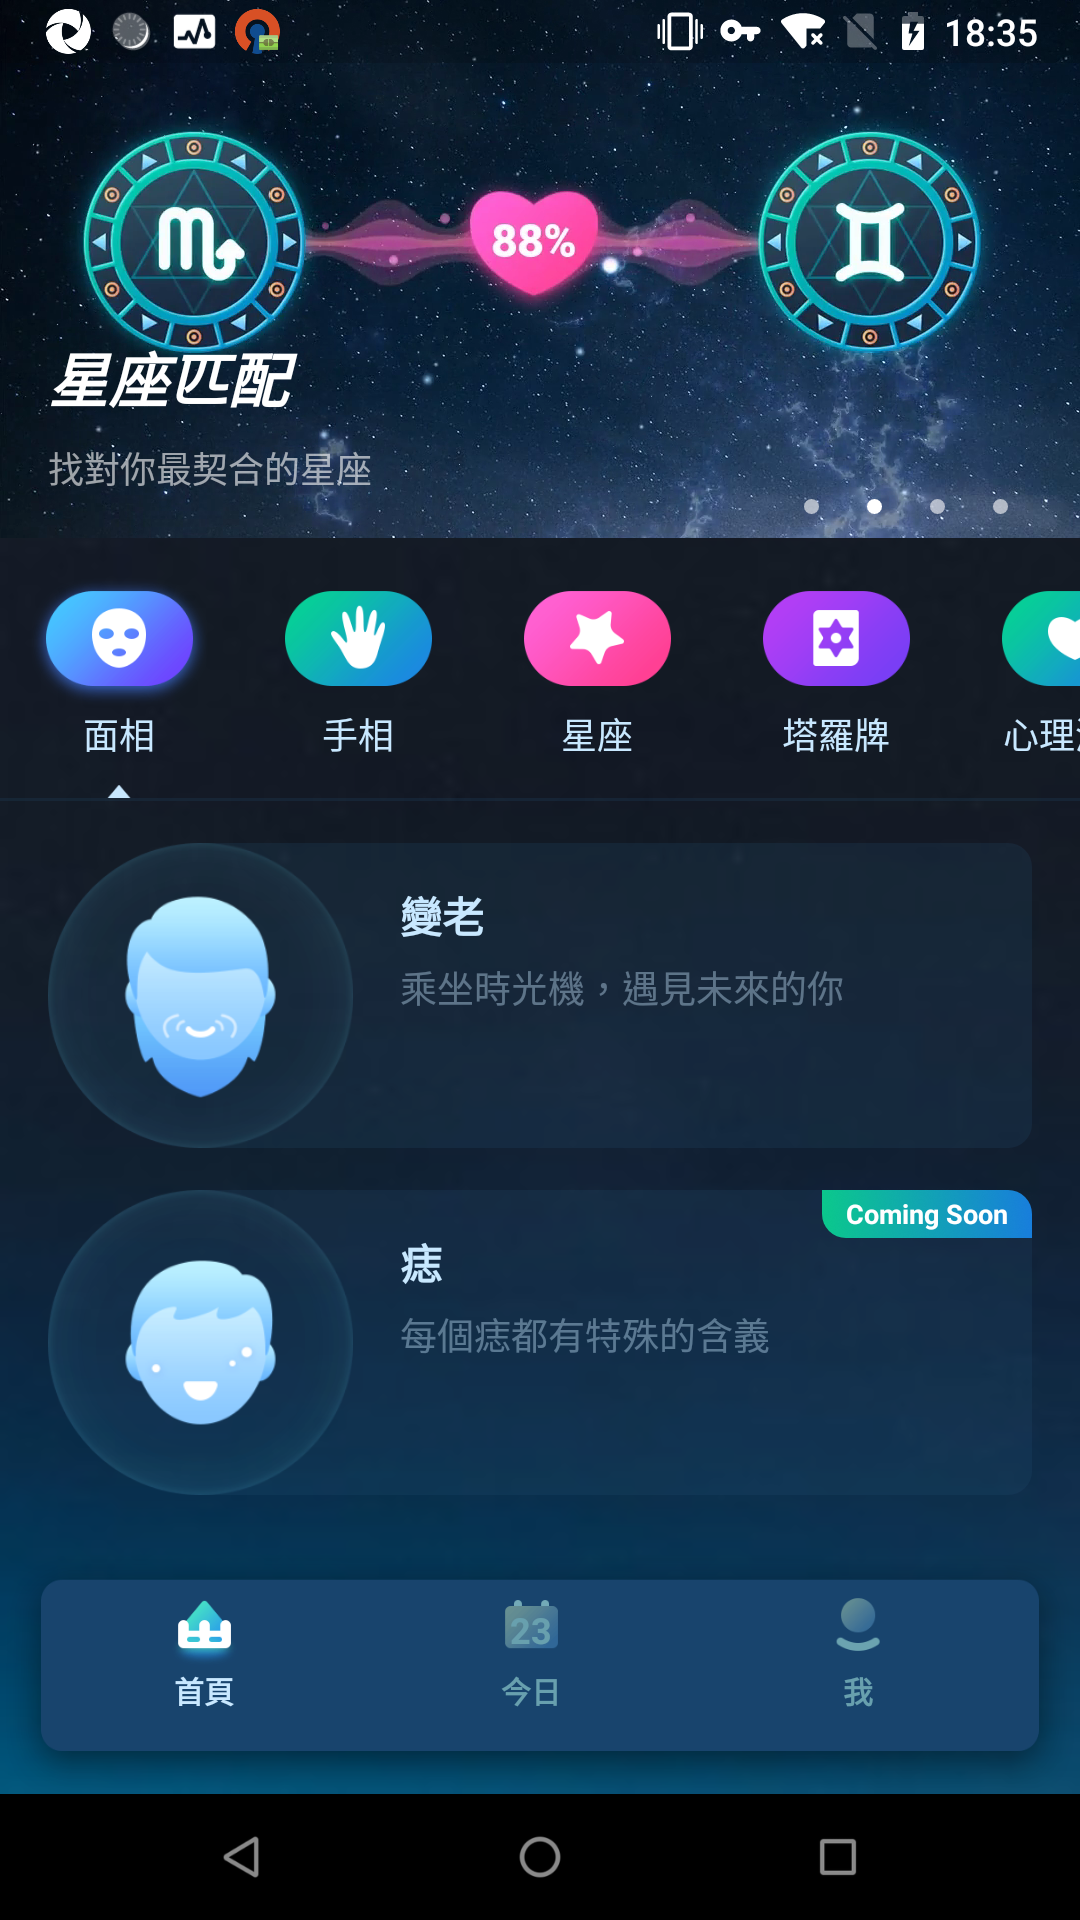 18:35
88%
星座匹配
找對你最契合的星座
面相
手相
星座
塔羅牌
心理
變老
乘坐時光機，遇見未來的你
Coming Soon
痣
每個痣都有特殊的含義
23
首頁
今日
我